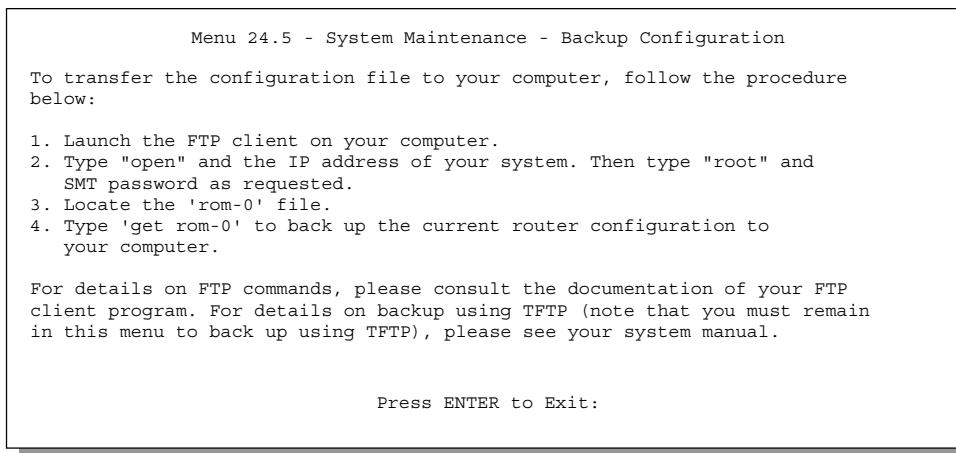 Menu 24.5 - System Maintenance - Backup Configuration
To transfer the configuration file to your computer, follow the procedure
below:
1. Launch the FTP client on your computer.
2. Type "open" and the IP address of your system. Then type "root" and
SMT password as requested.
3. Locate the 'rom-0' file.
4. Type 'get rom-0' to back up the current router configuration to
your computer.
For details on FTP commands, please consult the documentation of your FTP
client program. For details on backup using TFTP (note that you must remain
in this menu to back up using TFTP), please see your system manual.
Press ENTER to Exit: